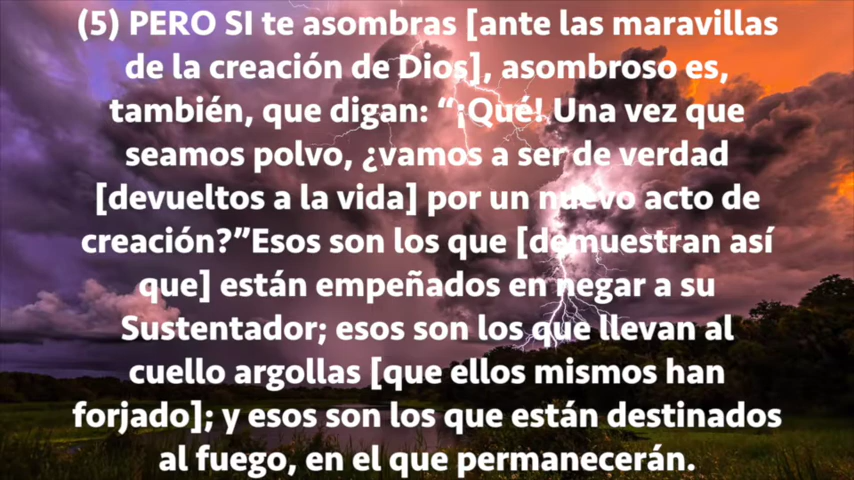 (5) PERO SI te asombras [ante las maravillas
de la creación de Dios], asombroso es,
también, que digan: “¡Qué! Una vez que
seamos polvo, ¿vamos a ser de verdad
[devueltos a la vida] por un nuevo acto de
creación?”Esos son los que [demuestran así
que] están empeñados en negar a su
Sustentador; esos son los que llevan al
cuello argollas [que ellos mismos han
forjado]; y esos son los que están destinados
al fuego, en el que permanecerán.